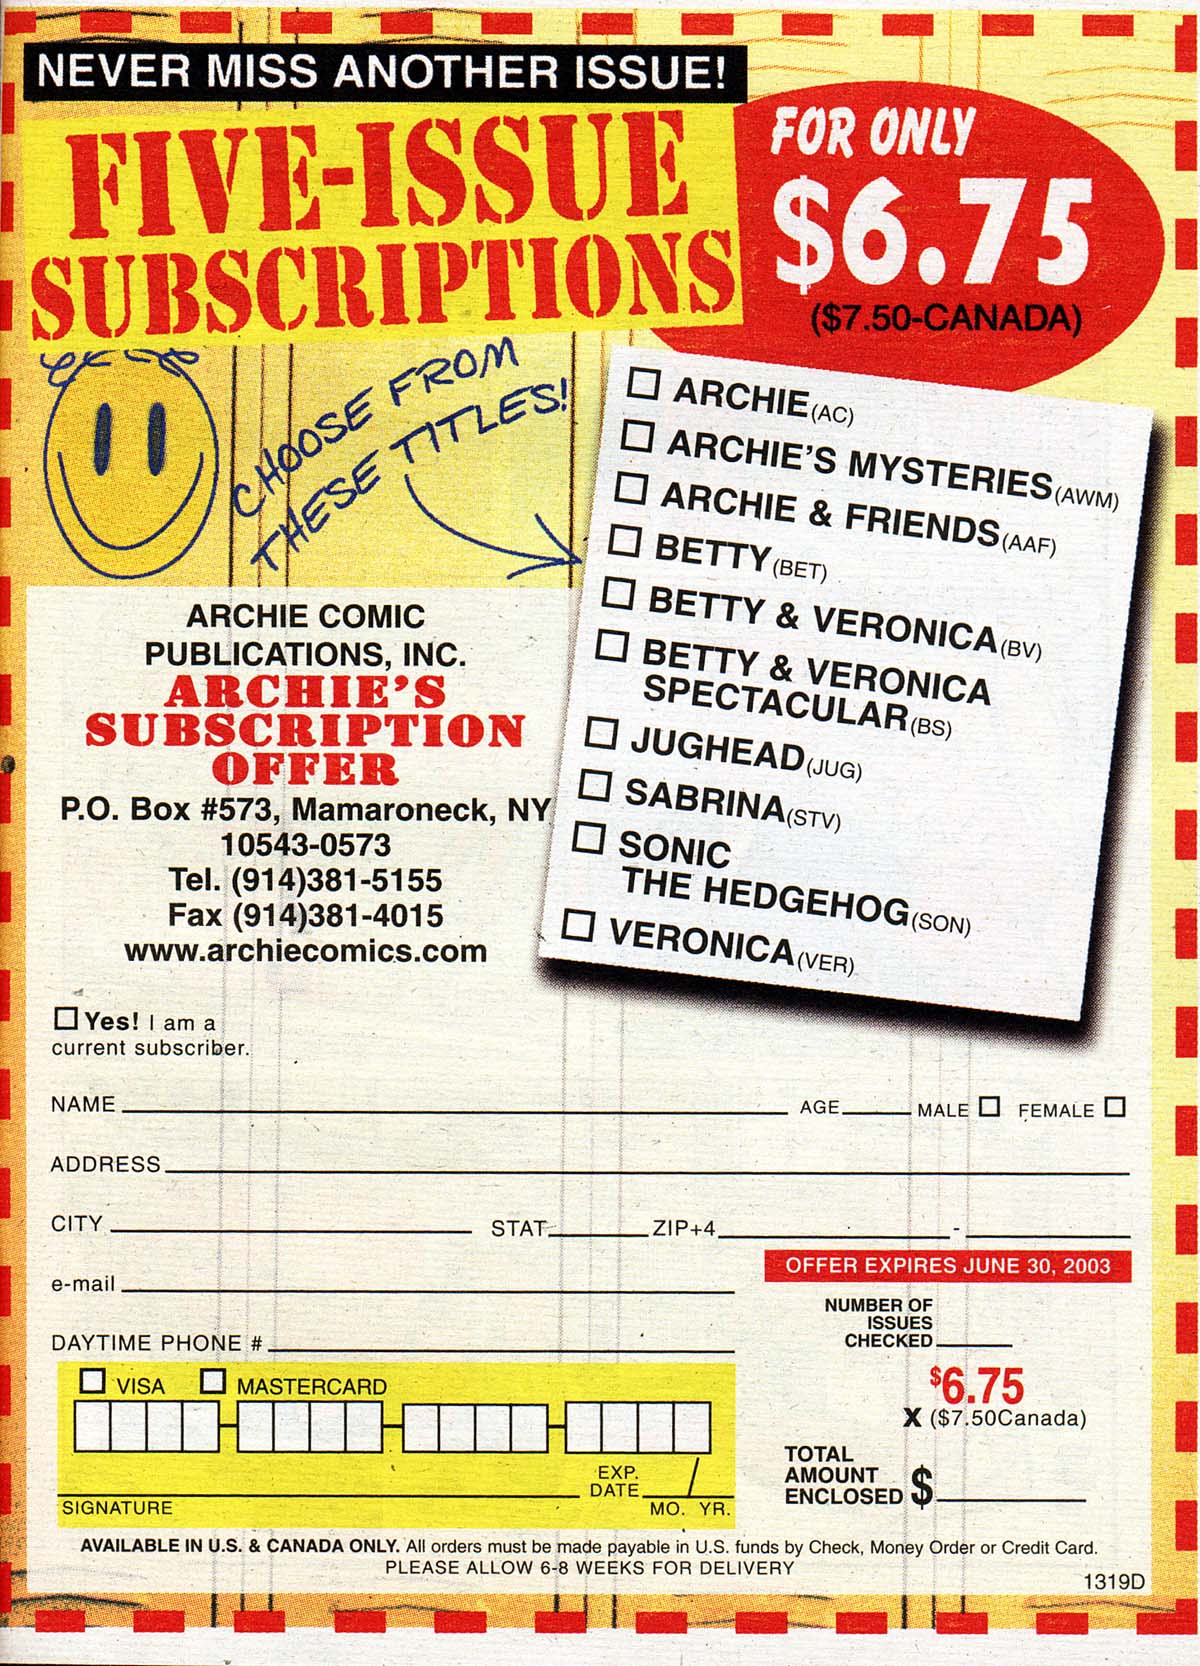 NEVER MISS ANOTHER ISSUE!
FIVE-ISSUE
SUBSCRIPTIONS
FOR ONLY
$6.75
($7.50-CANADA)
CHOOSE FROM
THESE TITLES!
ARCHIE(AC)
ARCHIE'S MYSTERIES(AWM)
ARCHIE & FRIENDS(AAF)
BETTY(BET)
BETTY & VERONICA(BV)
BETTY & VERONICA
SPECTACULAR(BS)
JUGHEAD(JUG)
SABRINA(STV)
SONIC
THE HEDGEHOG(SON)
VERONICA(VER)
ARCHIE COMIC
PUBLICATIONS, INC.
ARCHIE'S
SUBSCRIPTION
OFFER
P.O. Box #573, Mamaroneck, NY
10543-0573
Tel. (914)381-5155
Fax (914)381-4015
www.archiecomics.com
Yes! I am a
current subscriber.
NAME AGE MALE FEMALE
ADDRESS
CITY STAT ZIP+4 -
e-mail
DAYTIME PHONE #
OFFER EXPIRES JUNE 30, 2003
NUMBER OF
ISSUES
CHECKED
$6.75
X ($7.50Canada)
TOTAL
AMOUNT
ENCLOSED $
VISA MASTERCARD
EXP.
DATE /
SIGNATURE MO. YR.
AVAILABLE IN U.S. & CANADA ONLY. All orders must be made payable in U.S. funds by Check, Money Order or Credit Card.
PLEASE ALLOW 6-8 WEEKS FOR DELIVERY
1319D